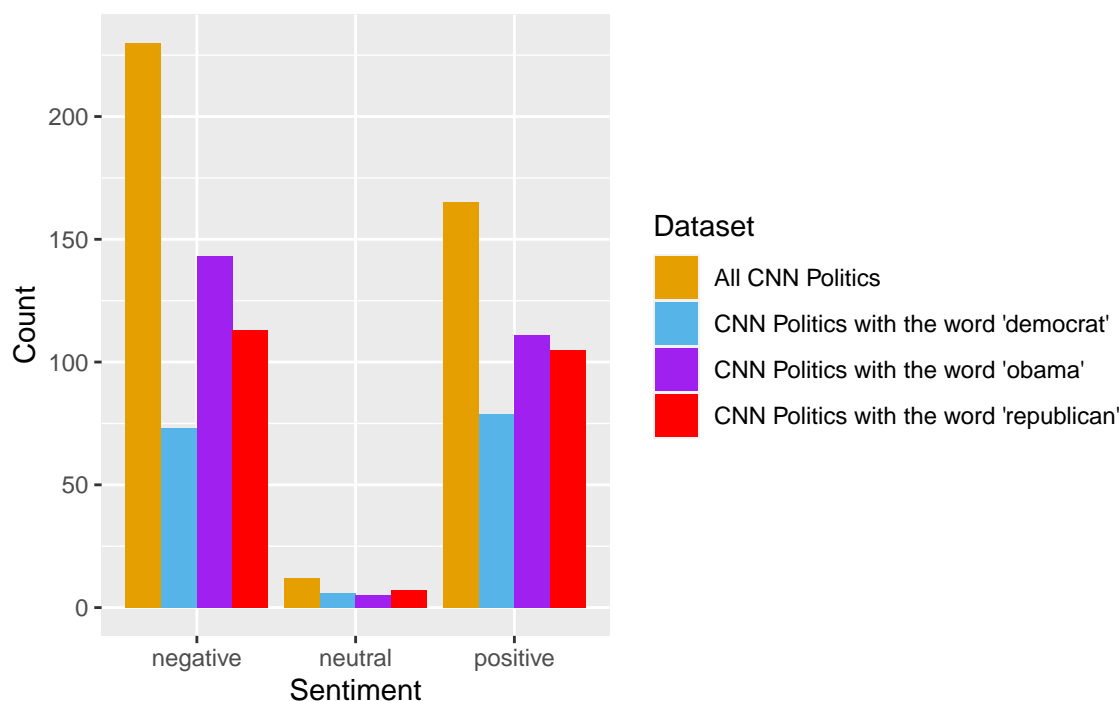 200
150
100
50
0
Count
negative neutral positive
Sentiment
Dataset
All CNN Politics
CNN Politics with the word 'democrat'
CNN Politics with the word 'obama'
CNN Politics with the word 'republican'